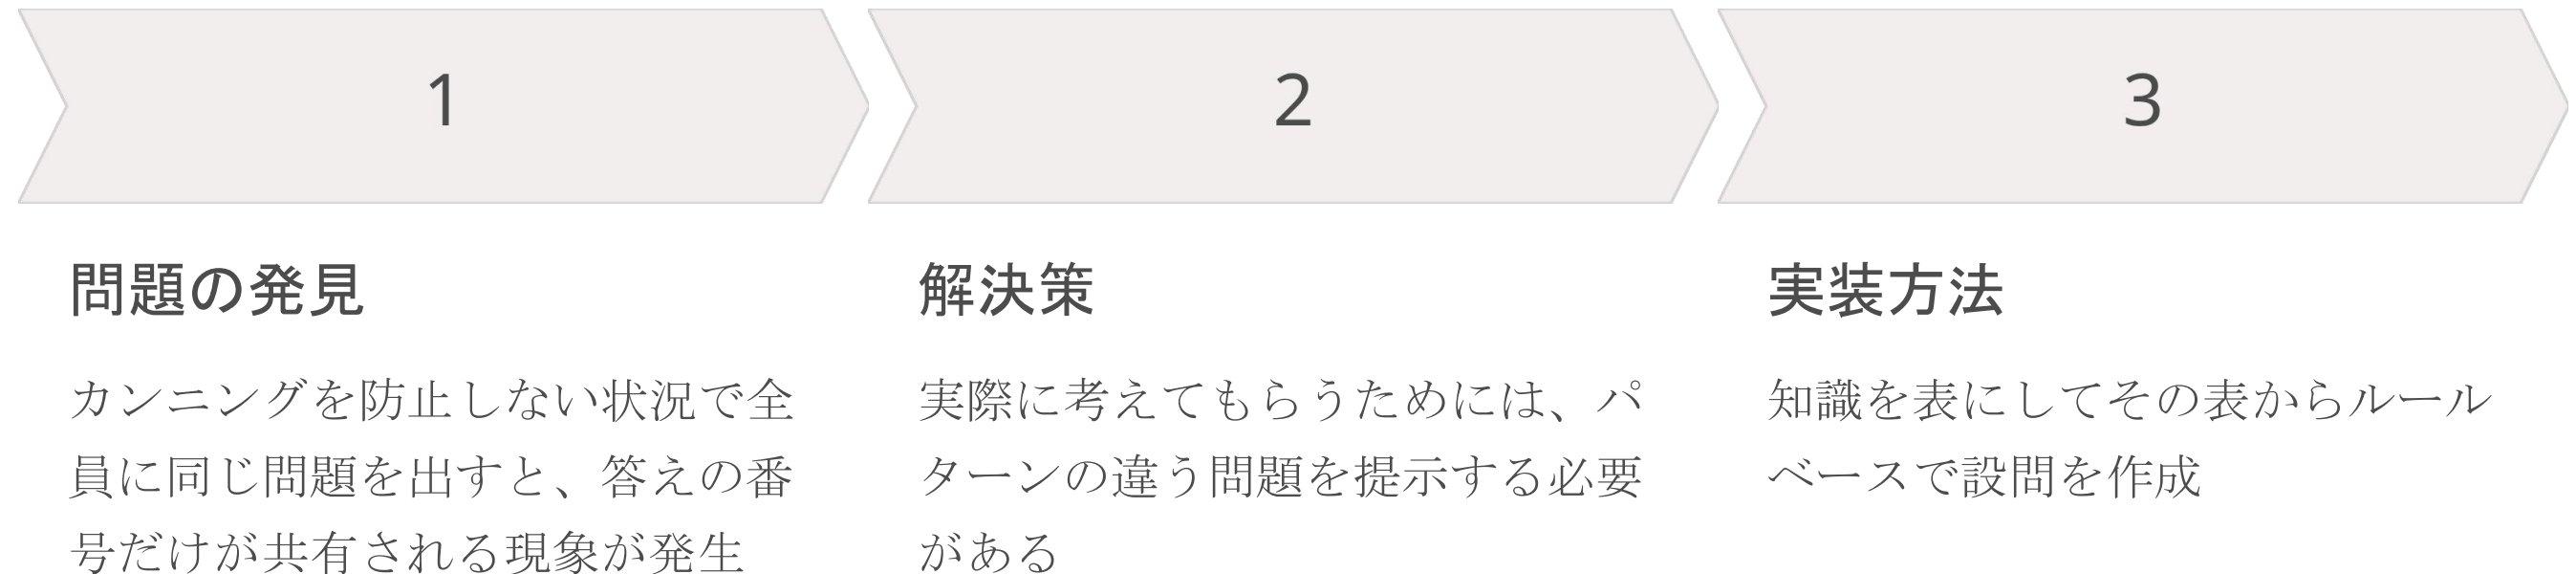 1
問題の発見
カンニングを防止しない状況で全
員に同じ問題を出すと、答えの番
号だけが共有される現象が発生
2
解決策
実際に考えてもらうためには、パ
ターンの違う問題を提示する必要
がある
3
実装方法
知識を表にしてその表からルール
ベースで設問を作成